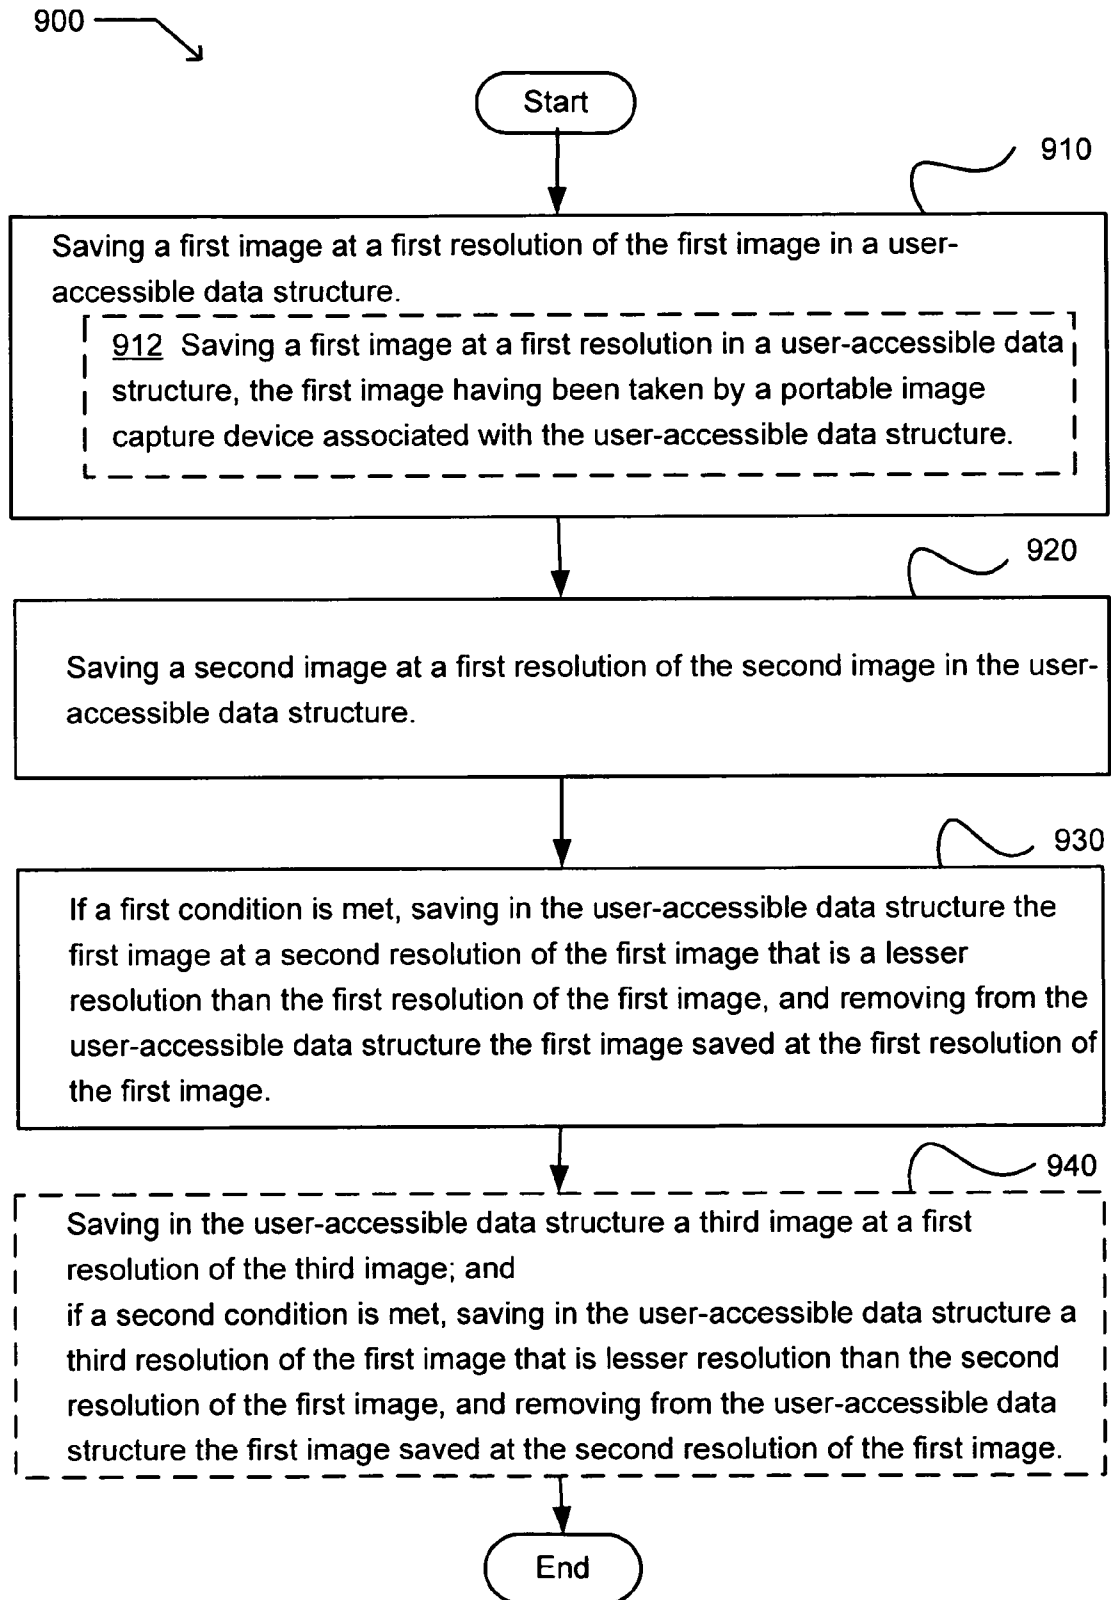 900
Start
910
Saving a first image at a first resolution of the first image in a user-
accessible data structure.
912 Saving a first image at a first resolution in a user-accessible data
structure, the first image having been taken by a portable image
capture device associated with the user-accessible data structure.
920
Saving a second image at a first resolution of the second image in the user-
accessible data structure.
930
If a first condition is met, saving in the user-accessible data structure the
first image at a second resolution of the first image that is a lesser
resolution than the first resolution of the first image, and removing from the
user-accessible data structure the first image saved at the first resolution of
the first image.
940
Saving in the user-accessible data structure a third image at a first
resolution of the third image; and
if a second condition is met, saving in the user-accessible data structure a
third resolution of the first image that is lesser resolution than the second
resolution of the first image, and removing from the user-accessible data
structure the first image saved at the second resolution of the first image.
End